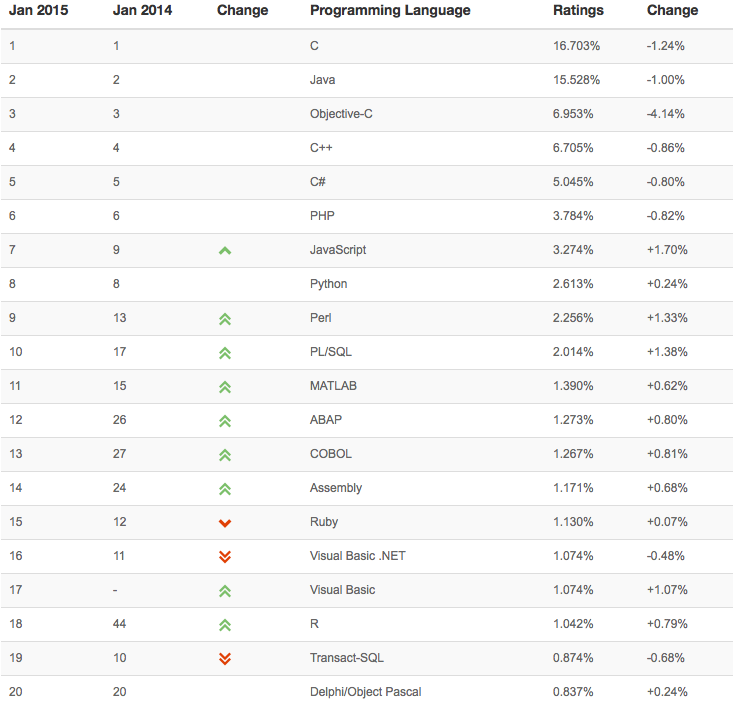 Jan 2015 Jan 2014 Change Programming Language Ratings Change
1 1 C 16.703% -1.24%
2 2 Java 15.528% -1.00%
3 3 Objective-C 6.953% -4.14%
4 4 C++ 6.705% -0.86%
5 5 C# 5.045% -0.80%
6 6 PHP 3.784% -0.82%
7 9 JavaScript 3.274% +1.70%
8 8 Python 2.613% +0.24%
9 13 Perl 2.256% +1.33%
10 17 PL/SQL 2.014% +1.38%
11 15 MATLAB 1.390% +0.62%
12 26 ABAP 1.273% +0.80%
13 27 COBOL 1.267% +0.81%
14 24 Assembly 1.171% +0.68%
15 12 Ruby 1.130% +0.07%
16 11 Visual Basic .NET 1.074% -0.48%
17 - Visual Basic 1.074% +1.07%
18 44 R 1.042% +0.79%
19 10 Transact-SQL 0.874% -0.68%
20 20 Delphi/Object Pascal 0.837% +0.24%